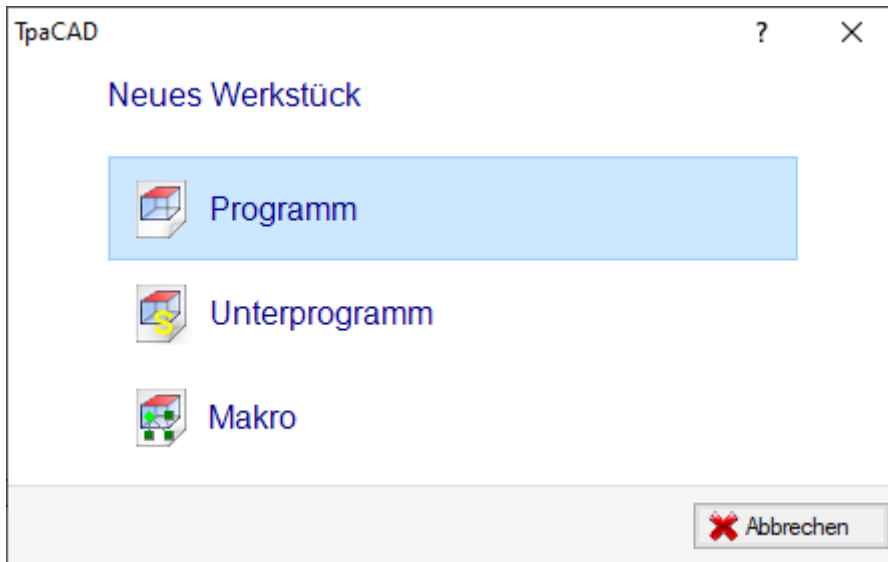 TpaCAD
?
Neues Werkstück
Programm
S
Unterprogramm
Makro
Abbrechen